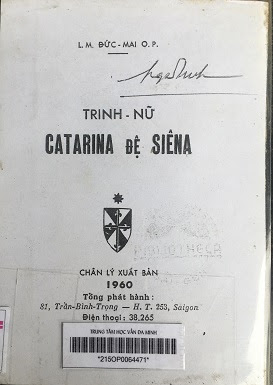 L. M. ĐỨC-MAI O. P.
TRINH - NỮ
CATARINA ĐỆ SIÊNA
CHÂN LÝ XUẤT BẢN
1960
Tổng phát hành :
81, Trần-Bình-Trọng — H. T. 253, Saigon
Điện thoại : 38,265
TRUNG TÂM HỌC VẤN ĐA MINH
*215OP0064471*